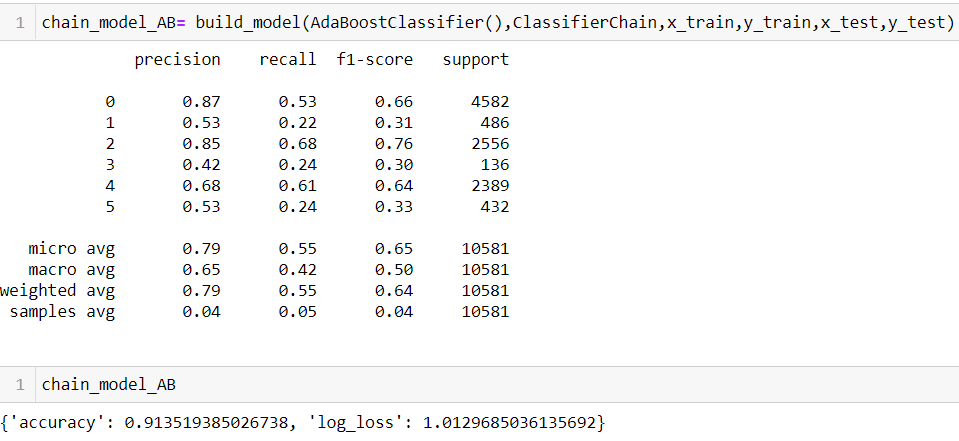 1 chain_model_AB= build_model(AdaBoostClassifier(),ClassifierChain,x_train,y_train,x_test,y_test)
precision recall f1-score support
0 0.87 0.53 0.66 4582
1 0.53 0.22 0.31 486
2 0.85 0.68 0.76 2556
3 0.42 0.24 0.30 136
4 0.68 0.61 0.64 2389
5 0.53 0.24 0.33 432
micro avg 0.79 0.55 0.65 10581
macro avg 0.65 0.42 0.50 10581
weighted avg 0.79 0.55 0.64 10581
samples avg 0.04 0.05 0.04 10581
1 chain_model_AB
{'accuracy': 0.913519385026738, 'log_loss': 1.0129685036135692}